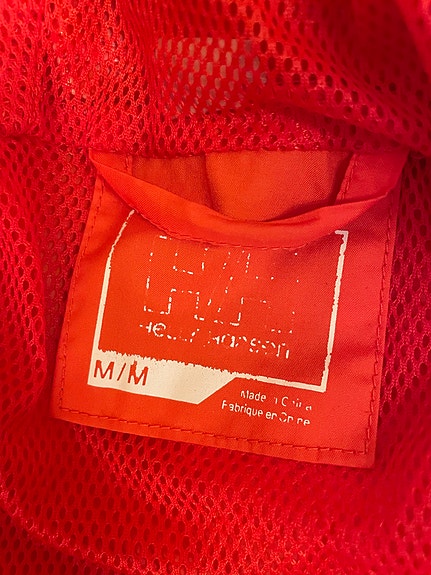 Helly Hansen
M/M
Made in China
Fabrique en Chine